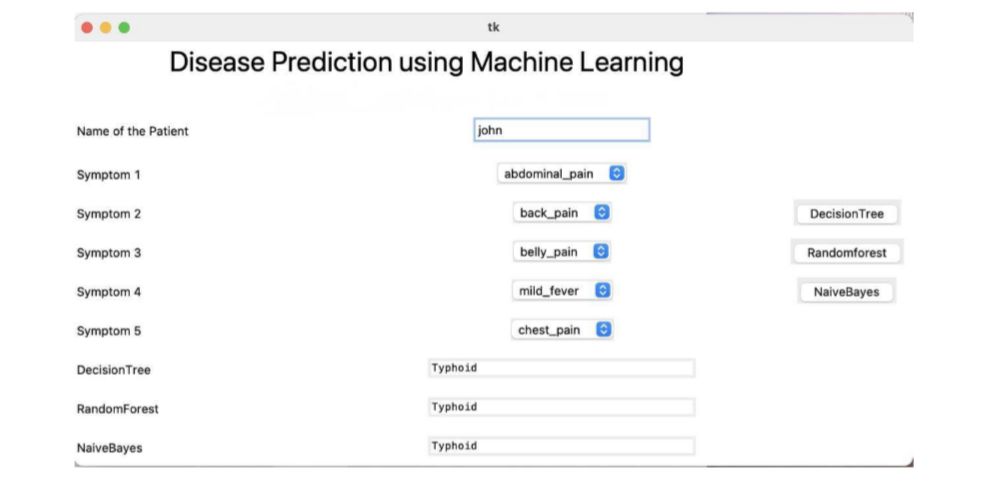 tk
Disease Prediction using Machine Learning
Name of the Patient john
Symptom 1 abdominal_pain
Symptom 2 back_pain DecisionTree
Symptom 3 belly_pain Randomforest
Symptom 4 mild_fever NaiveBayes
Symptom 5 chest_pain
DecisionTree Typhoid
RandomForest Typhoid
NaiveBayes Typhoid